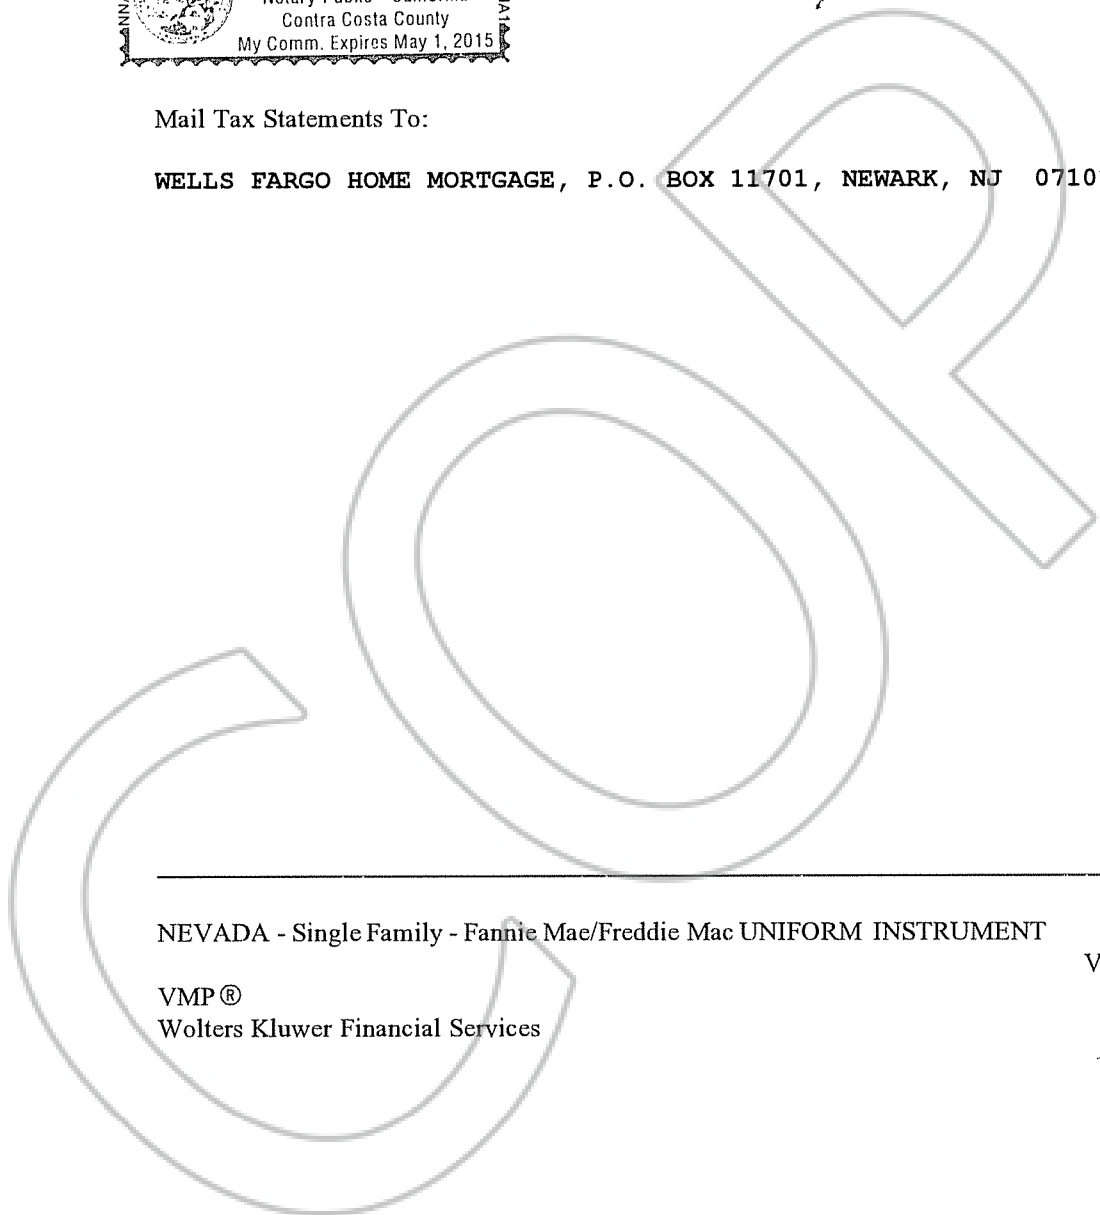 Contra Costa County
My Comm. Expires May 1, 2015
Mail Tax Statements To:
WELLS FARGO HOME MORTGAGE, P.O. BOX 11701, NEWARK, NJ 0710
COP
NEVADA - Single Family - Fannie Mae/Freddie Mac UNIFORM INSTRUMENT
V
VMP ®
Wolters Kluwer Financial Services